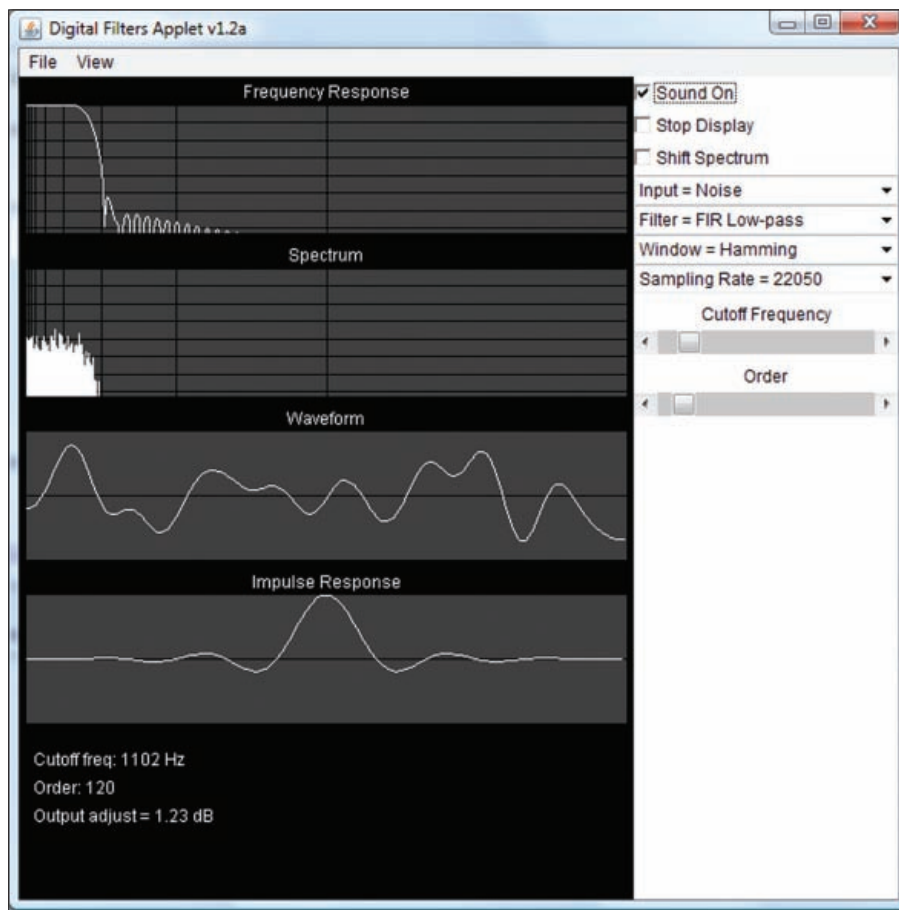 Digital Filters Applet v1.2a
File View
Frequency Response
Spectrum
Waveform
Impulse Response
Cutoff freq: 1102 Hz
Order: 120
Output adjust = 1.23 dB
Sound On
Stop Display
Shift Spectrum
Input = Noise
Filter = FIR Low-pass
Window = Hamming
Sampling Rate = 22050
Cutoff Frequency
Order